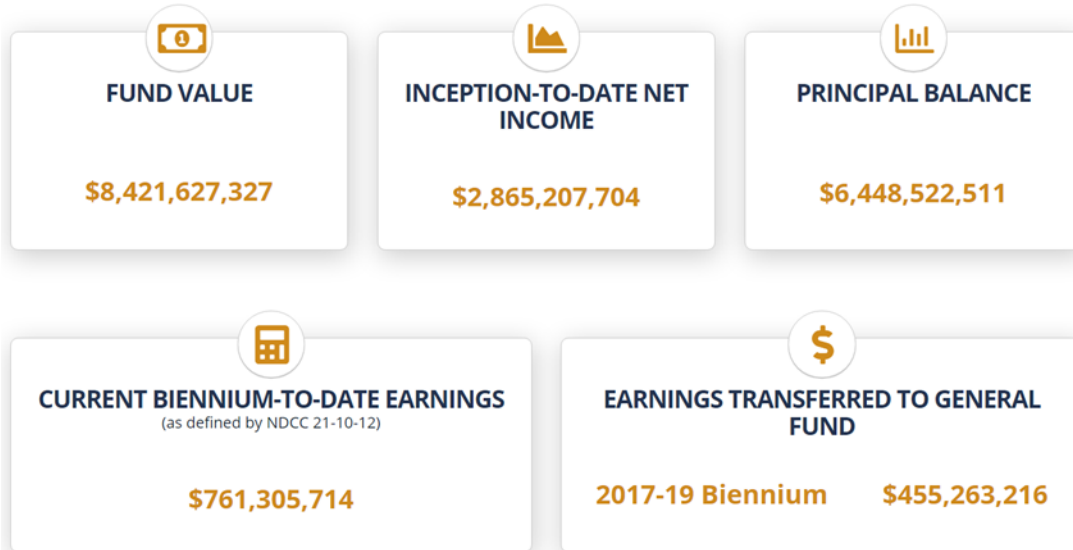 FUND VALUE
$8,421,627,327
INCEPTION-TO-DATE NET
INCOME
$2,865,207,704
PRINCIPAL BALANCE
$6,448,522,511
CURRENT BIENNIUM-TO-DATE EARNINGS
(as defined by NDCC 21-10-12)
$761,305,714
EARNINGS TRANSFERRED TO GENERAL
FUND
2017-19 Biennium $455,263,216